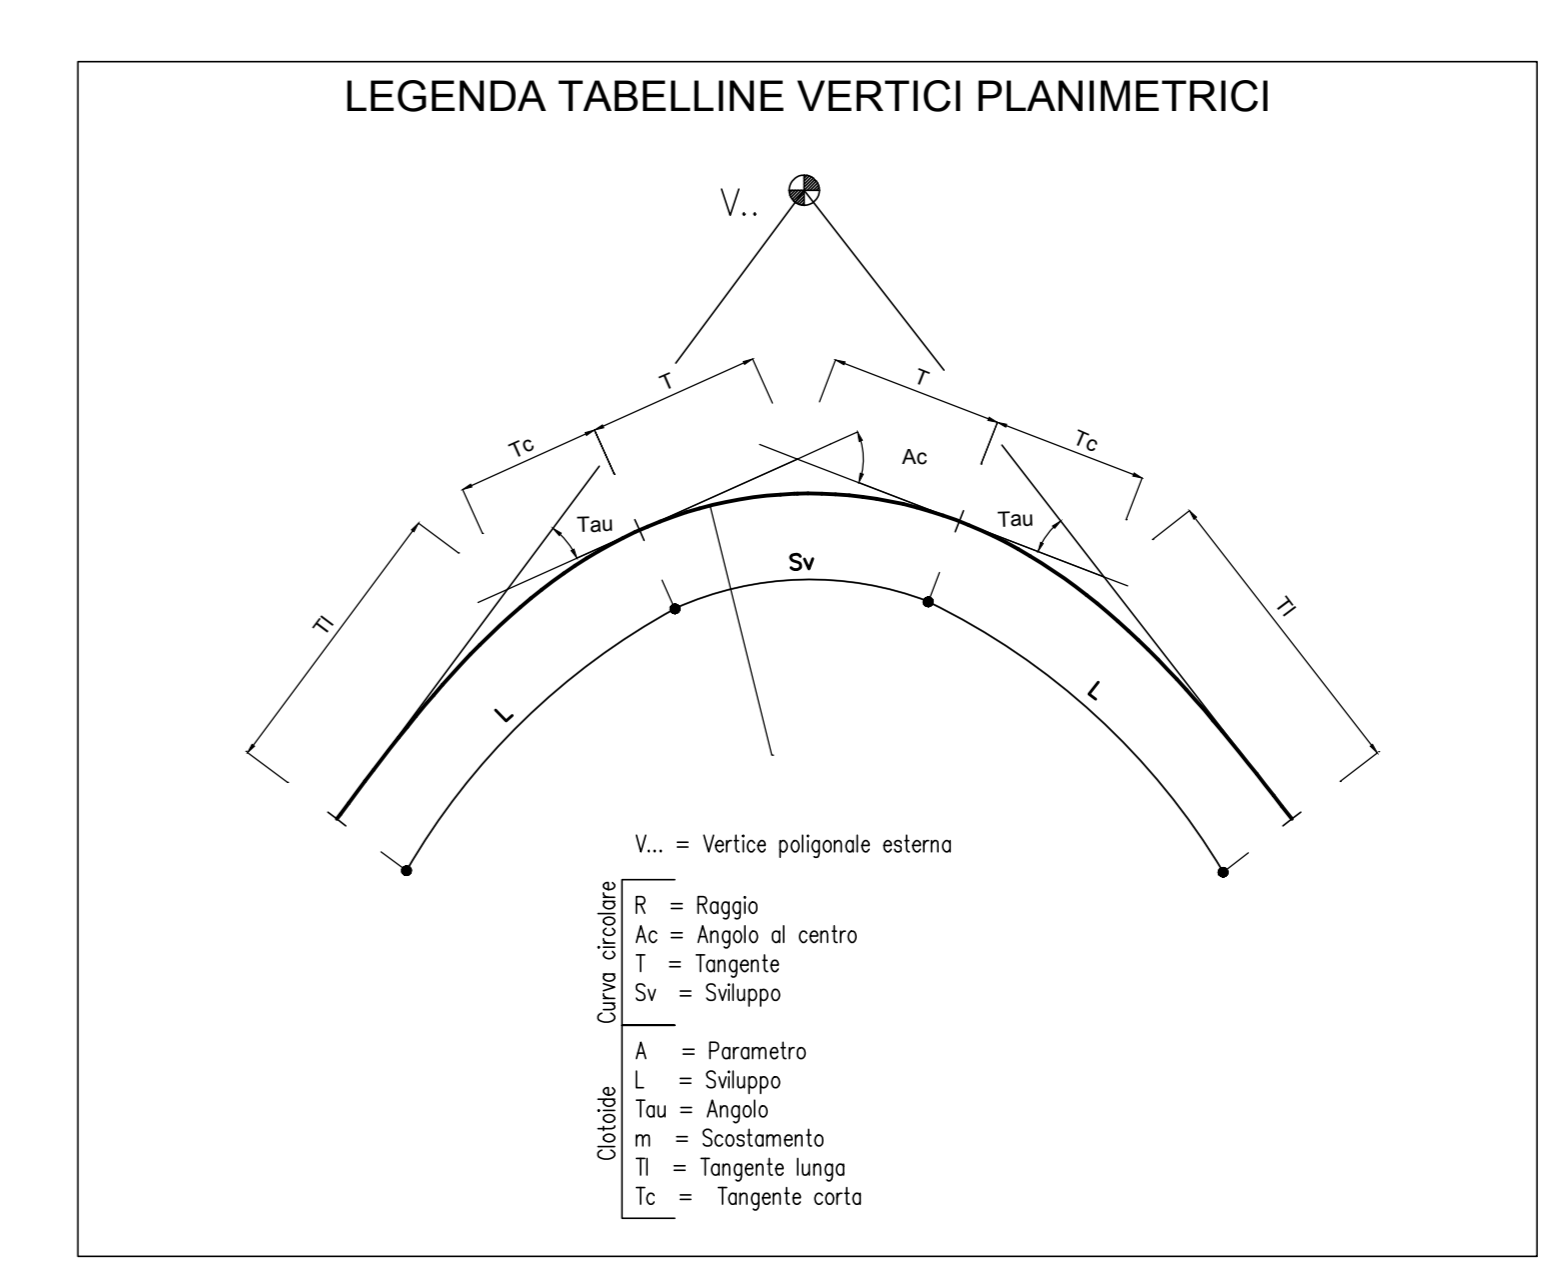 LEGENDA TABELLINE VERTICI PLANIMETRICI
V..
T
T
Tc
Tc
Ac
Tau
Tau
Sv
Tl
Tl
L
L
V... = Vertice poligonale esterna
Curva circolare
R = Raggio
Ac = Angolo al centro
T = Tangente
Sv = Sviluppo
Clotoide
A = Parametro
L = Sviluppo
Tau = Angolo
m = Scostamento
Tl = Tangente lunga
Tc = Tangente corta